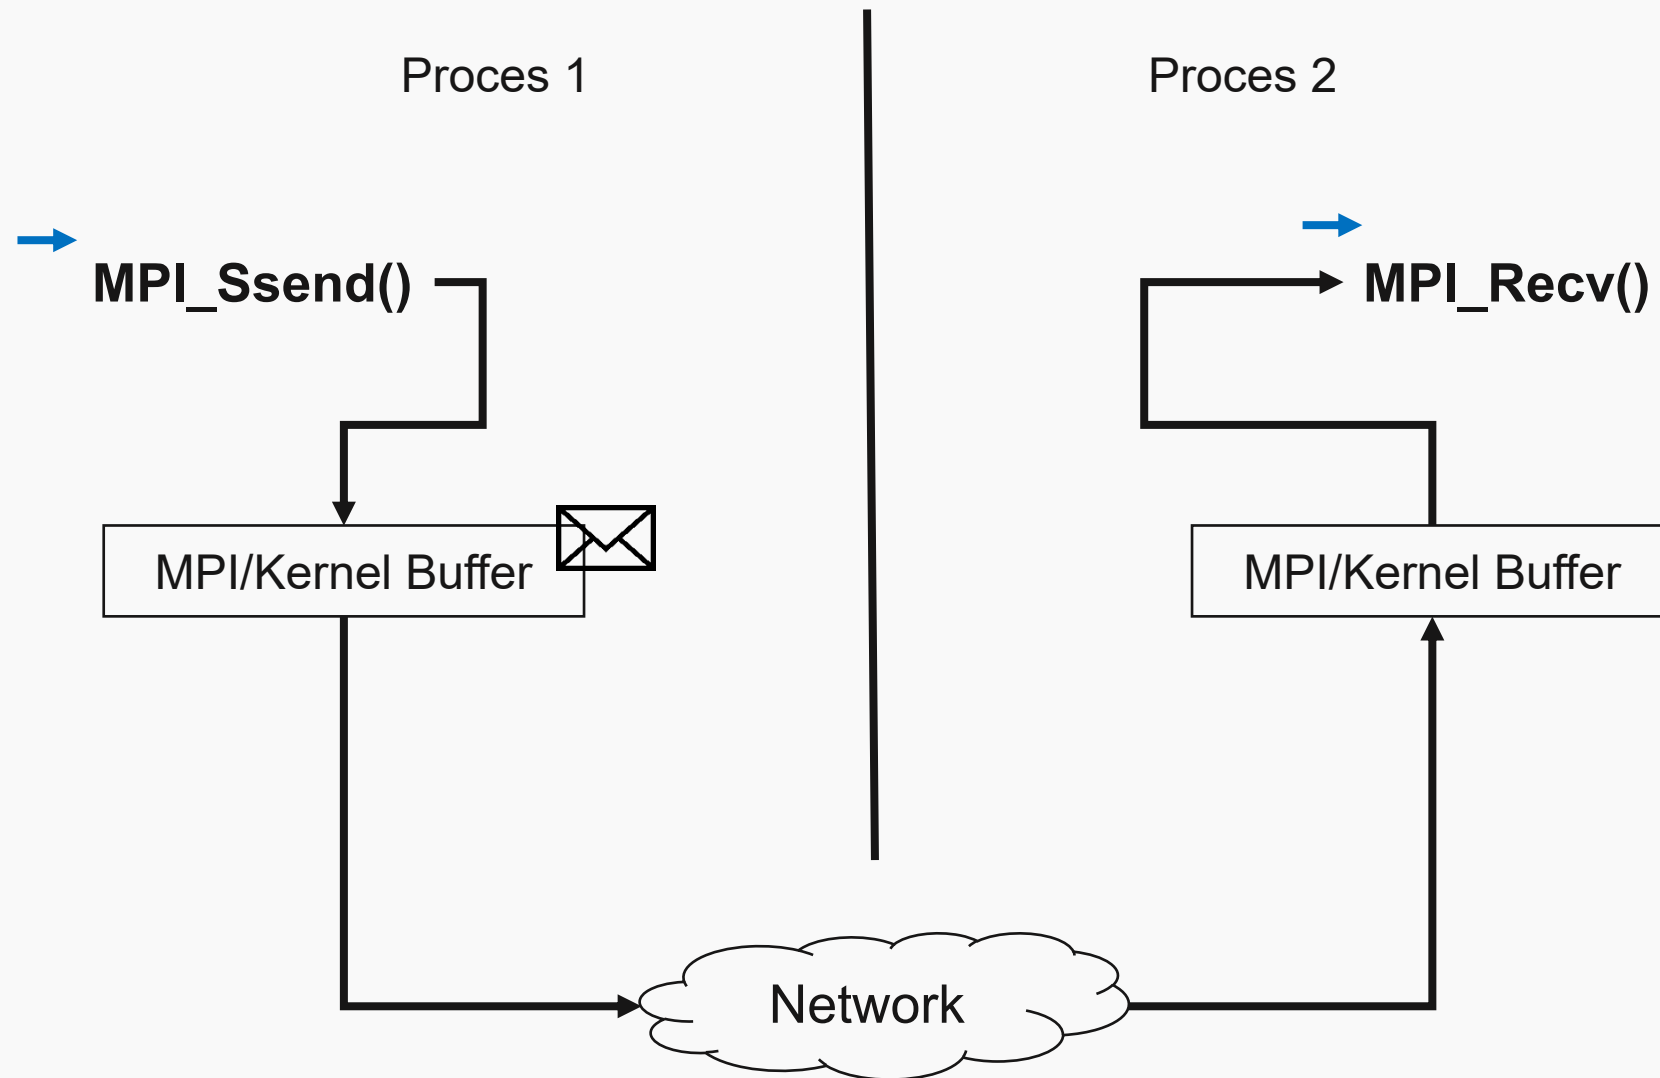 Proces 1
Proces 2
MPI_Ssend()
MPI_Recv()
MPI/Kernel Buffer
MPI/Kernel Buffer
Network